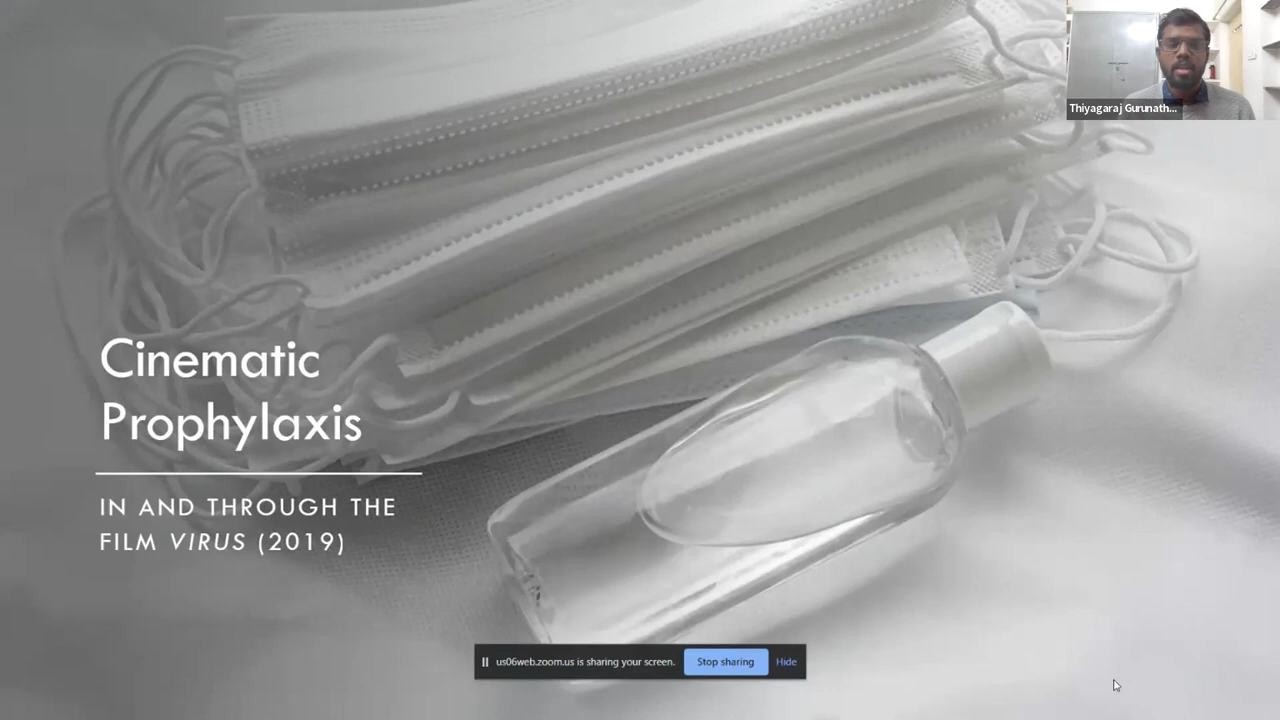 Thiyagaraj Gurunath...
Cinematic
Prophylaxis
IN AND THROUGH THE
FILM VIRUS (2019)
us06web.zoom.us is sharing your screen. Stop sharing Hide